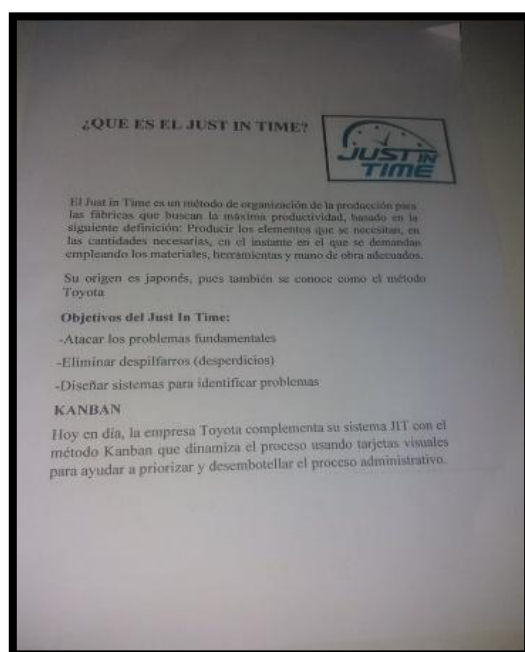 ¿QUE ES EL JUST IN TIME?
JUST IN
TIME
El Just in Time es un método de organización de la producción para
las fábricas que buscan la máxima productividad, basado en la
siguiente definición: Producir los elementos que se necesitan, en
las cantidades necesarias, en el instante en el que se demandan
empleando los materiales, herramientas y mano de obra adecuados.
Su origen es japonés, pues también se conoce como el método
Toyota
Objetivos del Just In Time:
-Atacar los problemas fundamentales
-Eliminar despilfarros (desperdicios)
-Diseñar sistemas para identificar problemas
KANBAN
Hoy en día, la empresa Toyota complementa su sistema JIT con el
método Kanban que dinamiza el proceso usando tarjetas visuales
para ayudar a priorizar y desembotellar el proceso administrativo.